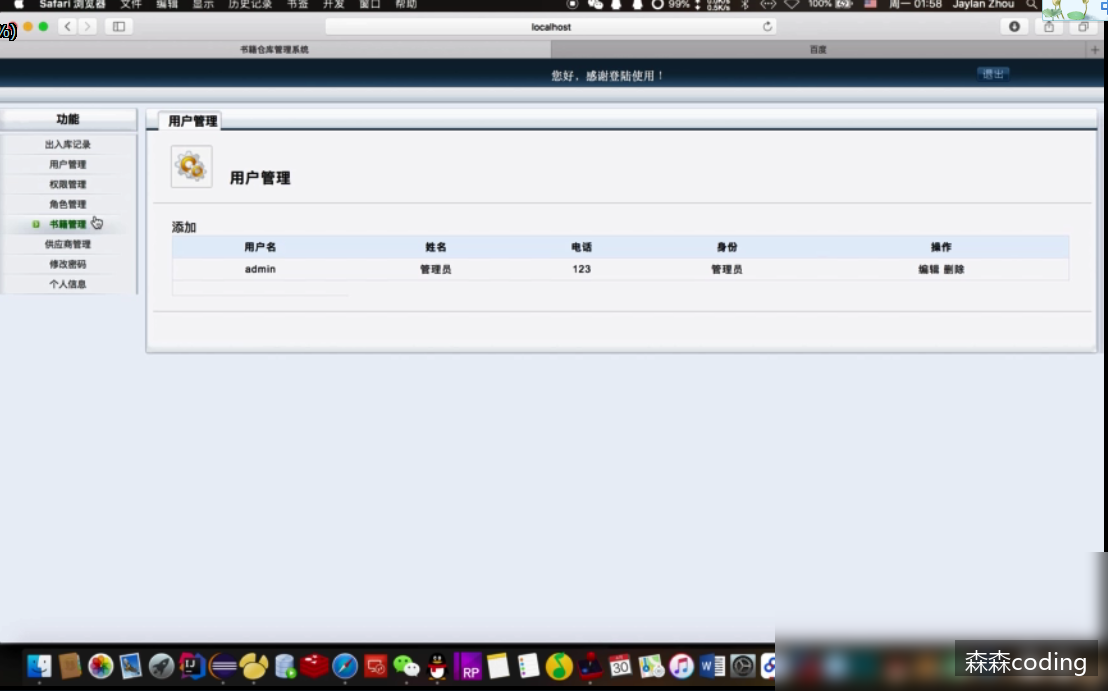 Safari 浏览器 文件 编辑 显示 历史记录 书签 开发 窗口 帮助 99% 100% 周一 01:58 Jaylan Zhou
localhost
书籍仓库管理系统 百度
您好，感谢登陆使用！ 退出
功能
出入库记录
用户管理
权限管理
角色管理
书籍管理
供应商管理
修改密码
个人信息
用户管理
用户管理
添加
用户名 姓名 电话 身份 操作
admin 管理员 123 管理员 编辑 删除
RP 30 W
森森coding